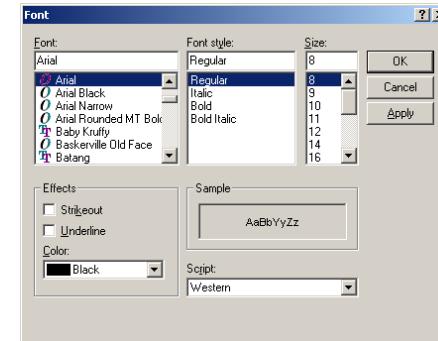 Font
Font: Font style: Size:
Arial Regular 8 OK
Arial Regular 8 Cancel
Arial Black Italic 9
Arial Narrow Bold 10 Apply
Arial Rounded MT Bold Bold Italic 11
Baby Kruffy 12
Baskerville Old Face 14
Batang 16
Effects Sample
Strikeout
Underline AaBbYyZz
Color:
Black Script:
Western